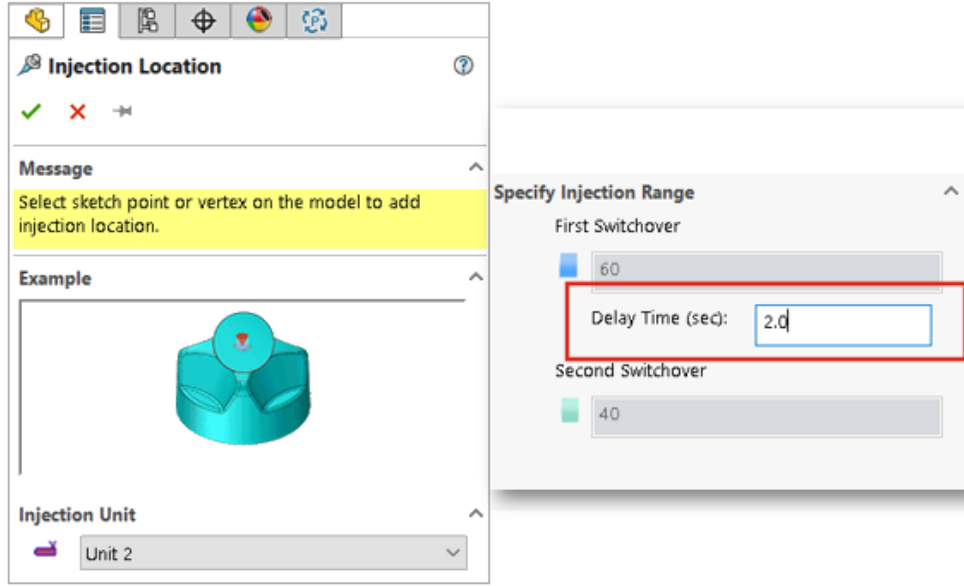 Injection Location
Message
Select sketch point or vertex on the model to add
injection location.
Example
Injection Unit
Unit 2
Specify Injection Range
First Switchover
60
Delay Time (sec):
2.0
Second Switchover
40